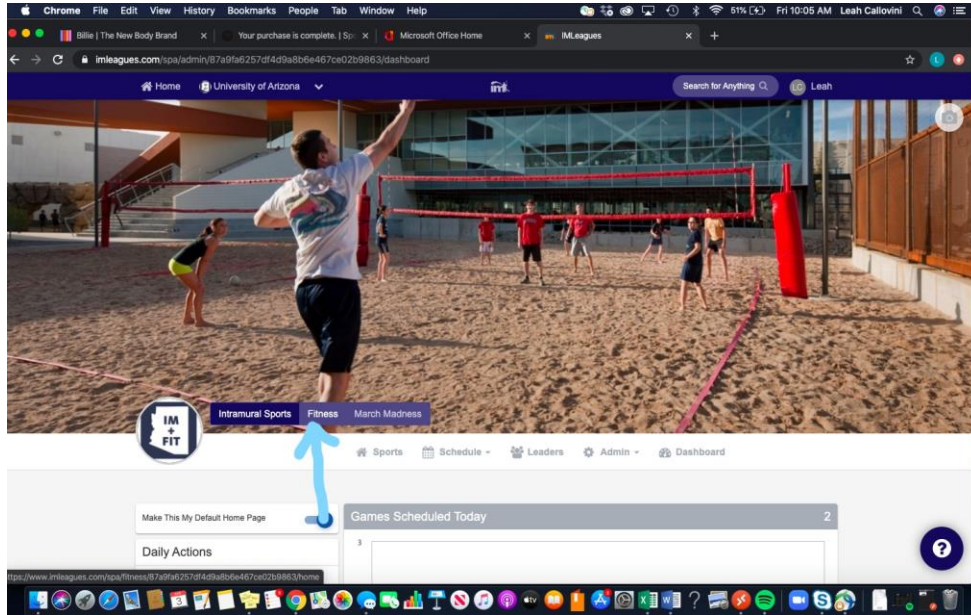 Chrome File Edit View History Bookmarks People Tab Window Help 51% Fri 10:05 AM Leah Callovini
Billie | The New Body Brand × Your purchase is complete. | Sp × Microsoft Office Home × IMLeagues × +
imleagues.com/spa/admin/87a9fa6257df4d9a8b6e467ce02b9863/dashboard L
Home University of Arizona Search for Anything LC Leah
Intramural Sports Fitness March Madness
IM
+
FIT
Sports Schedule Leaders Admin Dashboard
Make This My Default Home Page
Games Scheduled Today 2
Daily Actions
3
?
ttps://www.imleagues.com/spa/fitness/87a9fa6257df4d9a8b6e467ce02b9863/home